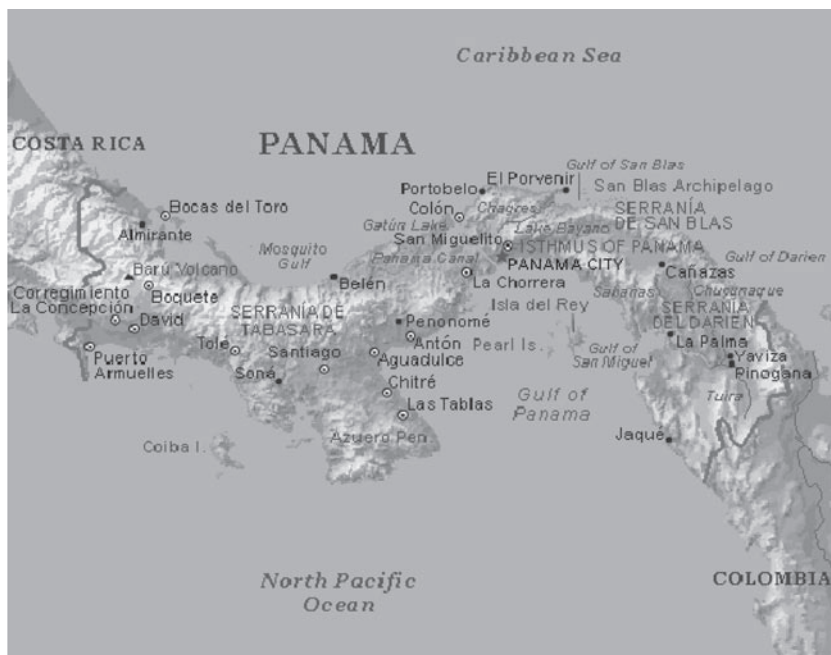 Caribbean Sea
COSTA RICA
PANAMA
Gulf of San Blas
El Porvenir
Portobelo
San Blas Archipelago
Bocas del Toro
Colón
Chagres
SERRANÍA
DE SAN BLAS
Almirante
Gatún Lake
Lake Bayano
San Miguelito
ISTHMUS OF PANAMA
Mosquito
Gulf
Panama Canal
PANAMA CITY
Gulf of Darien
Barú Volcano
Belén
La Chorrera
Cañazas
Corregimiento
La Concepción
Boquete
Sabanas
Chucunaque
Isla del Rey
SERRANÍA DE
TABASARA
SERRANÍA
DEL DARIEN
David
Penonomé
Antón
Pearl Is.
La Palma
Tolé
Santiago
Aguadulce
Gulf of
San Miguel
Yaviza
Pinogana
Puerto
Armuelles
Soná
Chitré
Gulf of
Panama
Tuira
Las Tablas
Azuero Pen.
Jaqué
Coiba I.
North Pacific
Ocean
COLOMBIA